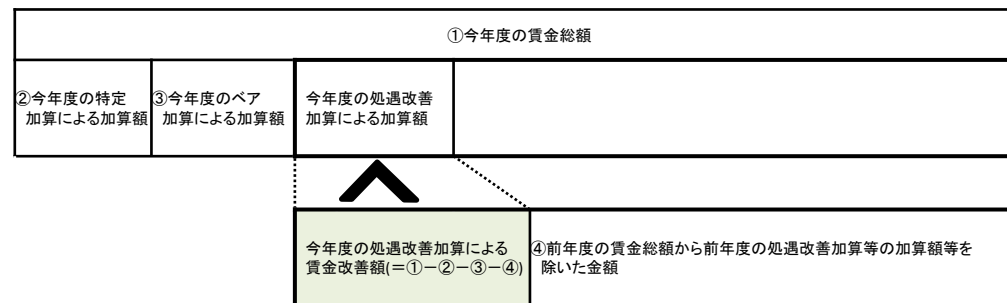 ①今年度の賃金総額
②今年度の特定
加算による加算額
③今年度のベア
加算による加算額
今年度の処遇改善
加算による加算額
今年度の処遇改善加算による
賃金改善額(＝①－②－③－④)
④前年度の賃金総額から前年度の処遇改善加算等の加算額等を
除いた金額